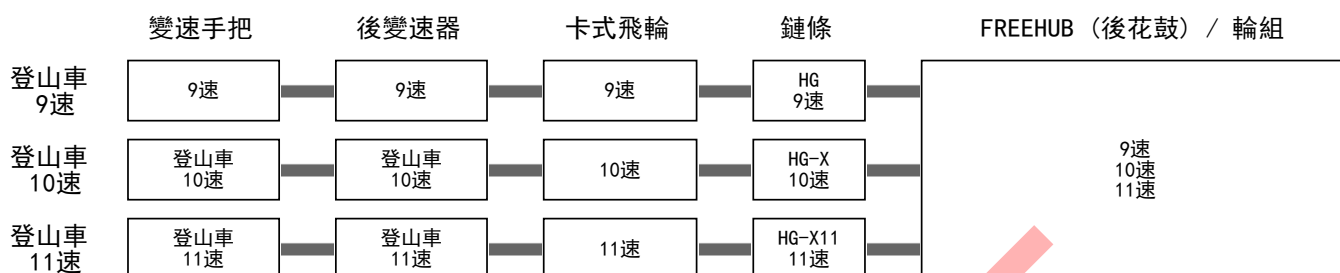 變速手把 後變速器 卡式飛輪 鏈條 FREEHUB (後花鼓) / 輪組
登山車
9速
9速
9速
9速
HG
9速
登山車
10速
登山車
10速
登山車
10速
10速
HG-X
10速
9速
10速
11速
登山車
11速
登山車
11速
登山車
11速
11速
HG-X11
11速